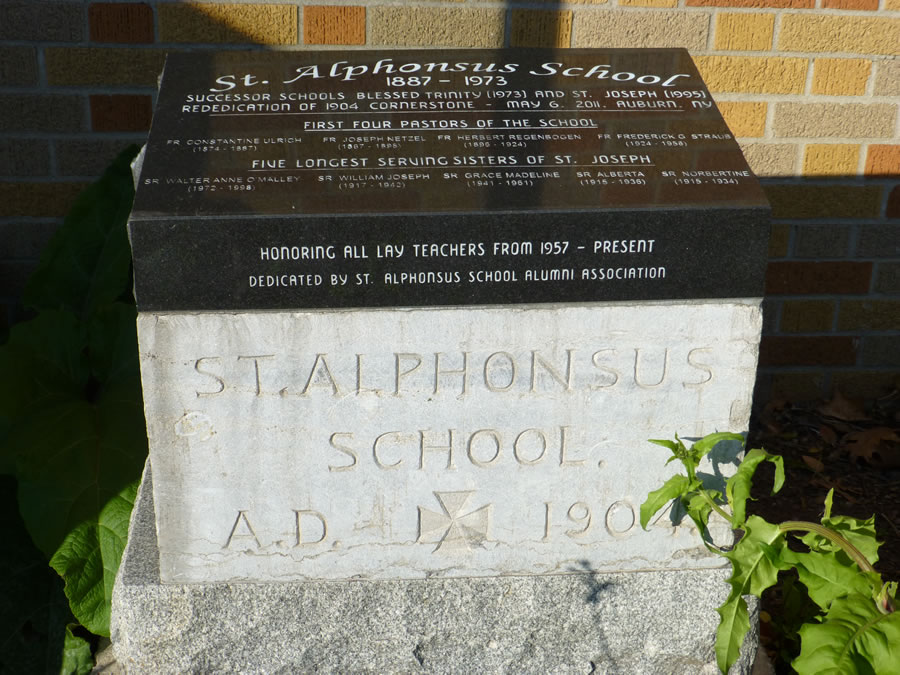 St. Alphonsus School
1887 - 1973
SUCCESSOR SCHOOLS BLESSED TRINITY (1973) AND ST. JOSEPH (1995)
REDEDICATION OF 1904 CORNERSTONE - MAY 6, 2011, AUBURN, NY
FIRST FOUR PASTORS OF THE SCHOOL
FR CONSTANTINE ULRICH FR JOSEPH NETZEL FR HERBERT REGENBOGEN FR FREDERICK G STRAUB
(1874 - 1887) (1887 - 1895) (1895 - 1924) (1924 - 1958)
FIVE LONGEST SERVING SISTERS OF ST. JOSEPH
SR WALTER ANNE O'MALLEY SR WILLIAM JOSEPH SR GRACE MADELINE SR ALBERTA SR NORBERTINE
(1972 - 1998) (1917 - 1942) (1941 - 1961) (1915 - 1935) (1915 - 1934)
HONORING ALL LAY TEACHERS FROM 1957 - PRESENT
DEDICATED BY ST. ALPHONSUS SCHOOL ALUMNI ASSOCIATION
ST. ALPHONSUS
SCHOOL.
A.D. 1904